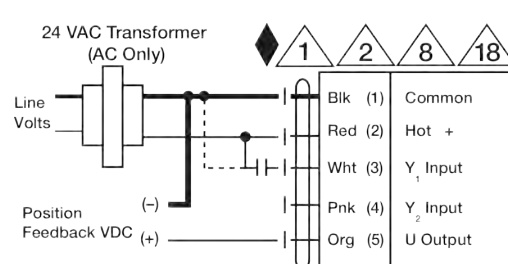 24 VAC Transformer
(AC Only)
1 2 8 18
Line
Volts
Blk (1) Common
Red (2) Hot +
Wht (3) Y1 Input
Pnk (4) Y2 Input
Org (5) U Output
Position
Feedback VDC
(–)
(+)